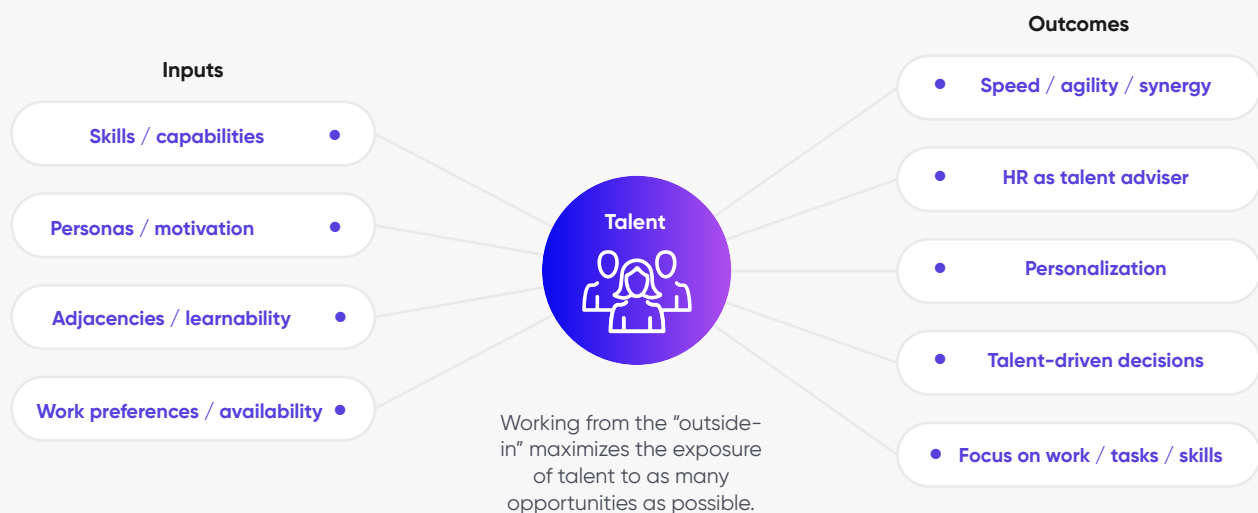 Inputs
Skills / capabilities
Personas / motivation
Adjacencies / learnability
Work preferences / availability
Talent
Working from the “outside-
in” maximizes the exposure
of talent to as many
opportunities as possible.
Outcomes
Speed / agility / synergy
HR as talent adviser
Personalization
Talent-driven decisions
Focus on work / tasks / skills